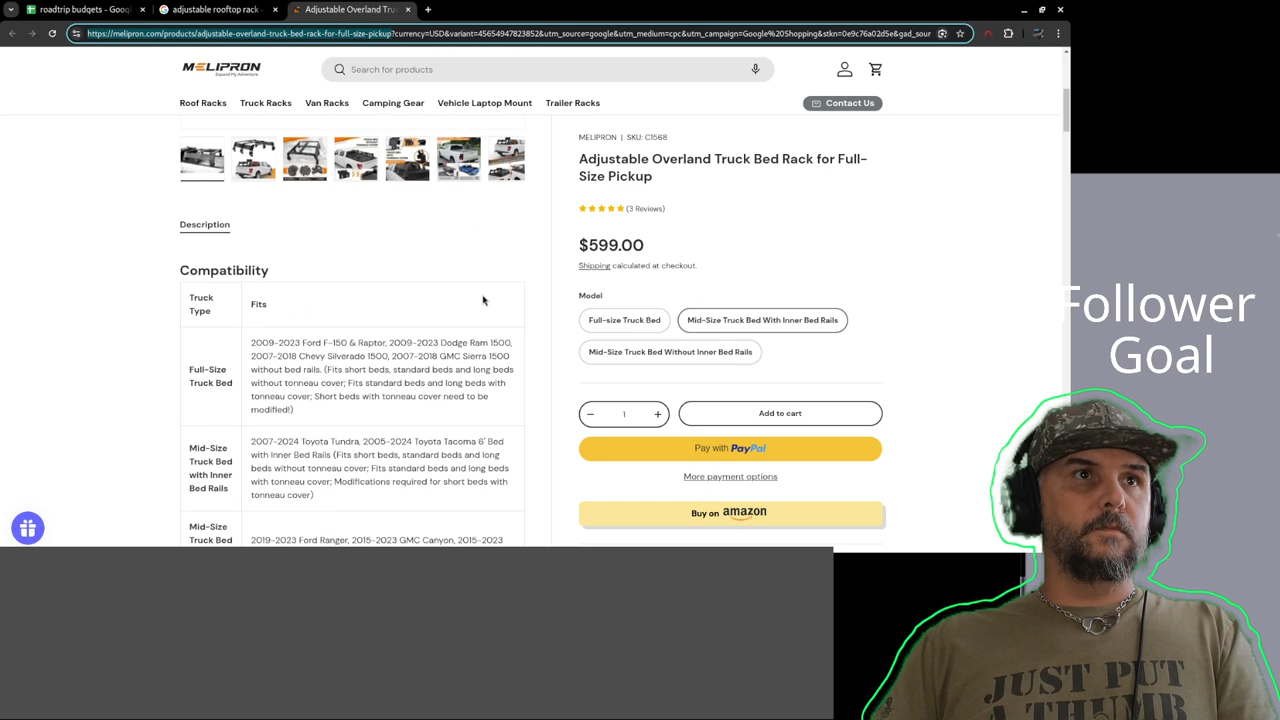 roadtrip budgets - Goog
adjustable rooftop rack -
Adjustable Overland Tru
https://melipron.com/products/adjustable-overland-truck-bed-rack-for-full-size-pickup?currency=USD&variant=45654947823852&utm_source=google&utm_medium=cpc&utm_campaign=Google%20Shopping&stkn=0e9c76a02d5e&gad_sour
MELIPRON
Expand My Adventure
Search for products
Roof Racks
Truck Racks
Van Racks
Camping Gear
Vehicle Laptop Mount
Trailer Racks
Contact Us
Description
Compatibility
Truck
Type
Fits
Full-Size
Truck Bed
2009-2023 Ford F-150 & Raptor, 2009-2023 Dodge Ram 1500,
2007-2018 Chevy Silverado 1500, 2007-2018 GMC Sierra 1500
without bed rails. (Fits short beds, standard beds and long beds
without tonneau cover; Fits standard beds and long beds with
tonneau cover; Short beds with tonneau cover need to be
modified!)
Mid-Size
Truck Bed
with Inner
Bed Rails
2007-2024 Toyota Tundra, 2005-2024 Toyota Tacoma 6' Bed
with Inner Bed Rails (Fits short beds, standard beds and long
beds without tonneau cover; Fits standard beds and long beds
with tonneau cover; Modifications required for short beds with
tonneau cover)
Mid-Size
Truck Bed
2019-2023 Ford Ranger, 2015-2023 GMC Canyon, 2015-2023
MELIPRON | SKU: C1568
Adjustable Overland Truck Bed Rack for Full-
Size Pickup
(3 Reviews)
$599.00
Shipping calculated at checkout.
Model
Full-size Truck Bed
Mid-Size Truck Bed With Inner Bed Rails
Mid-Size Truck Bed Without Inner Bed Rails
1
Add to cart
Pay with PayPal
More payment options
Buy on amazon
Follower
Goal
JUST PUT
A THUMB